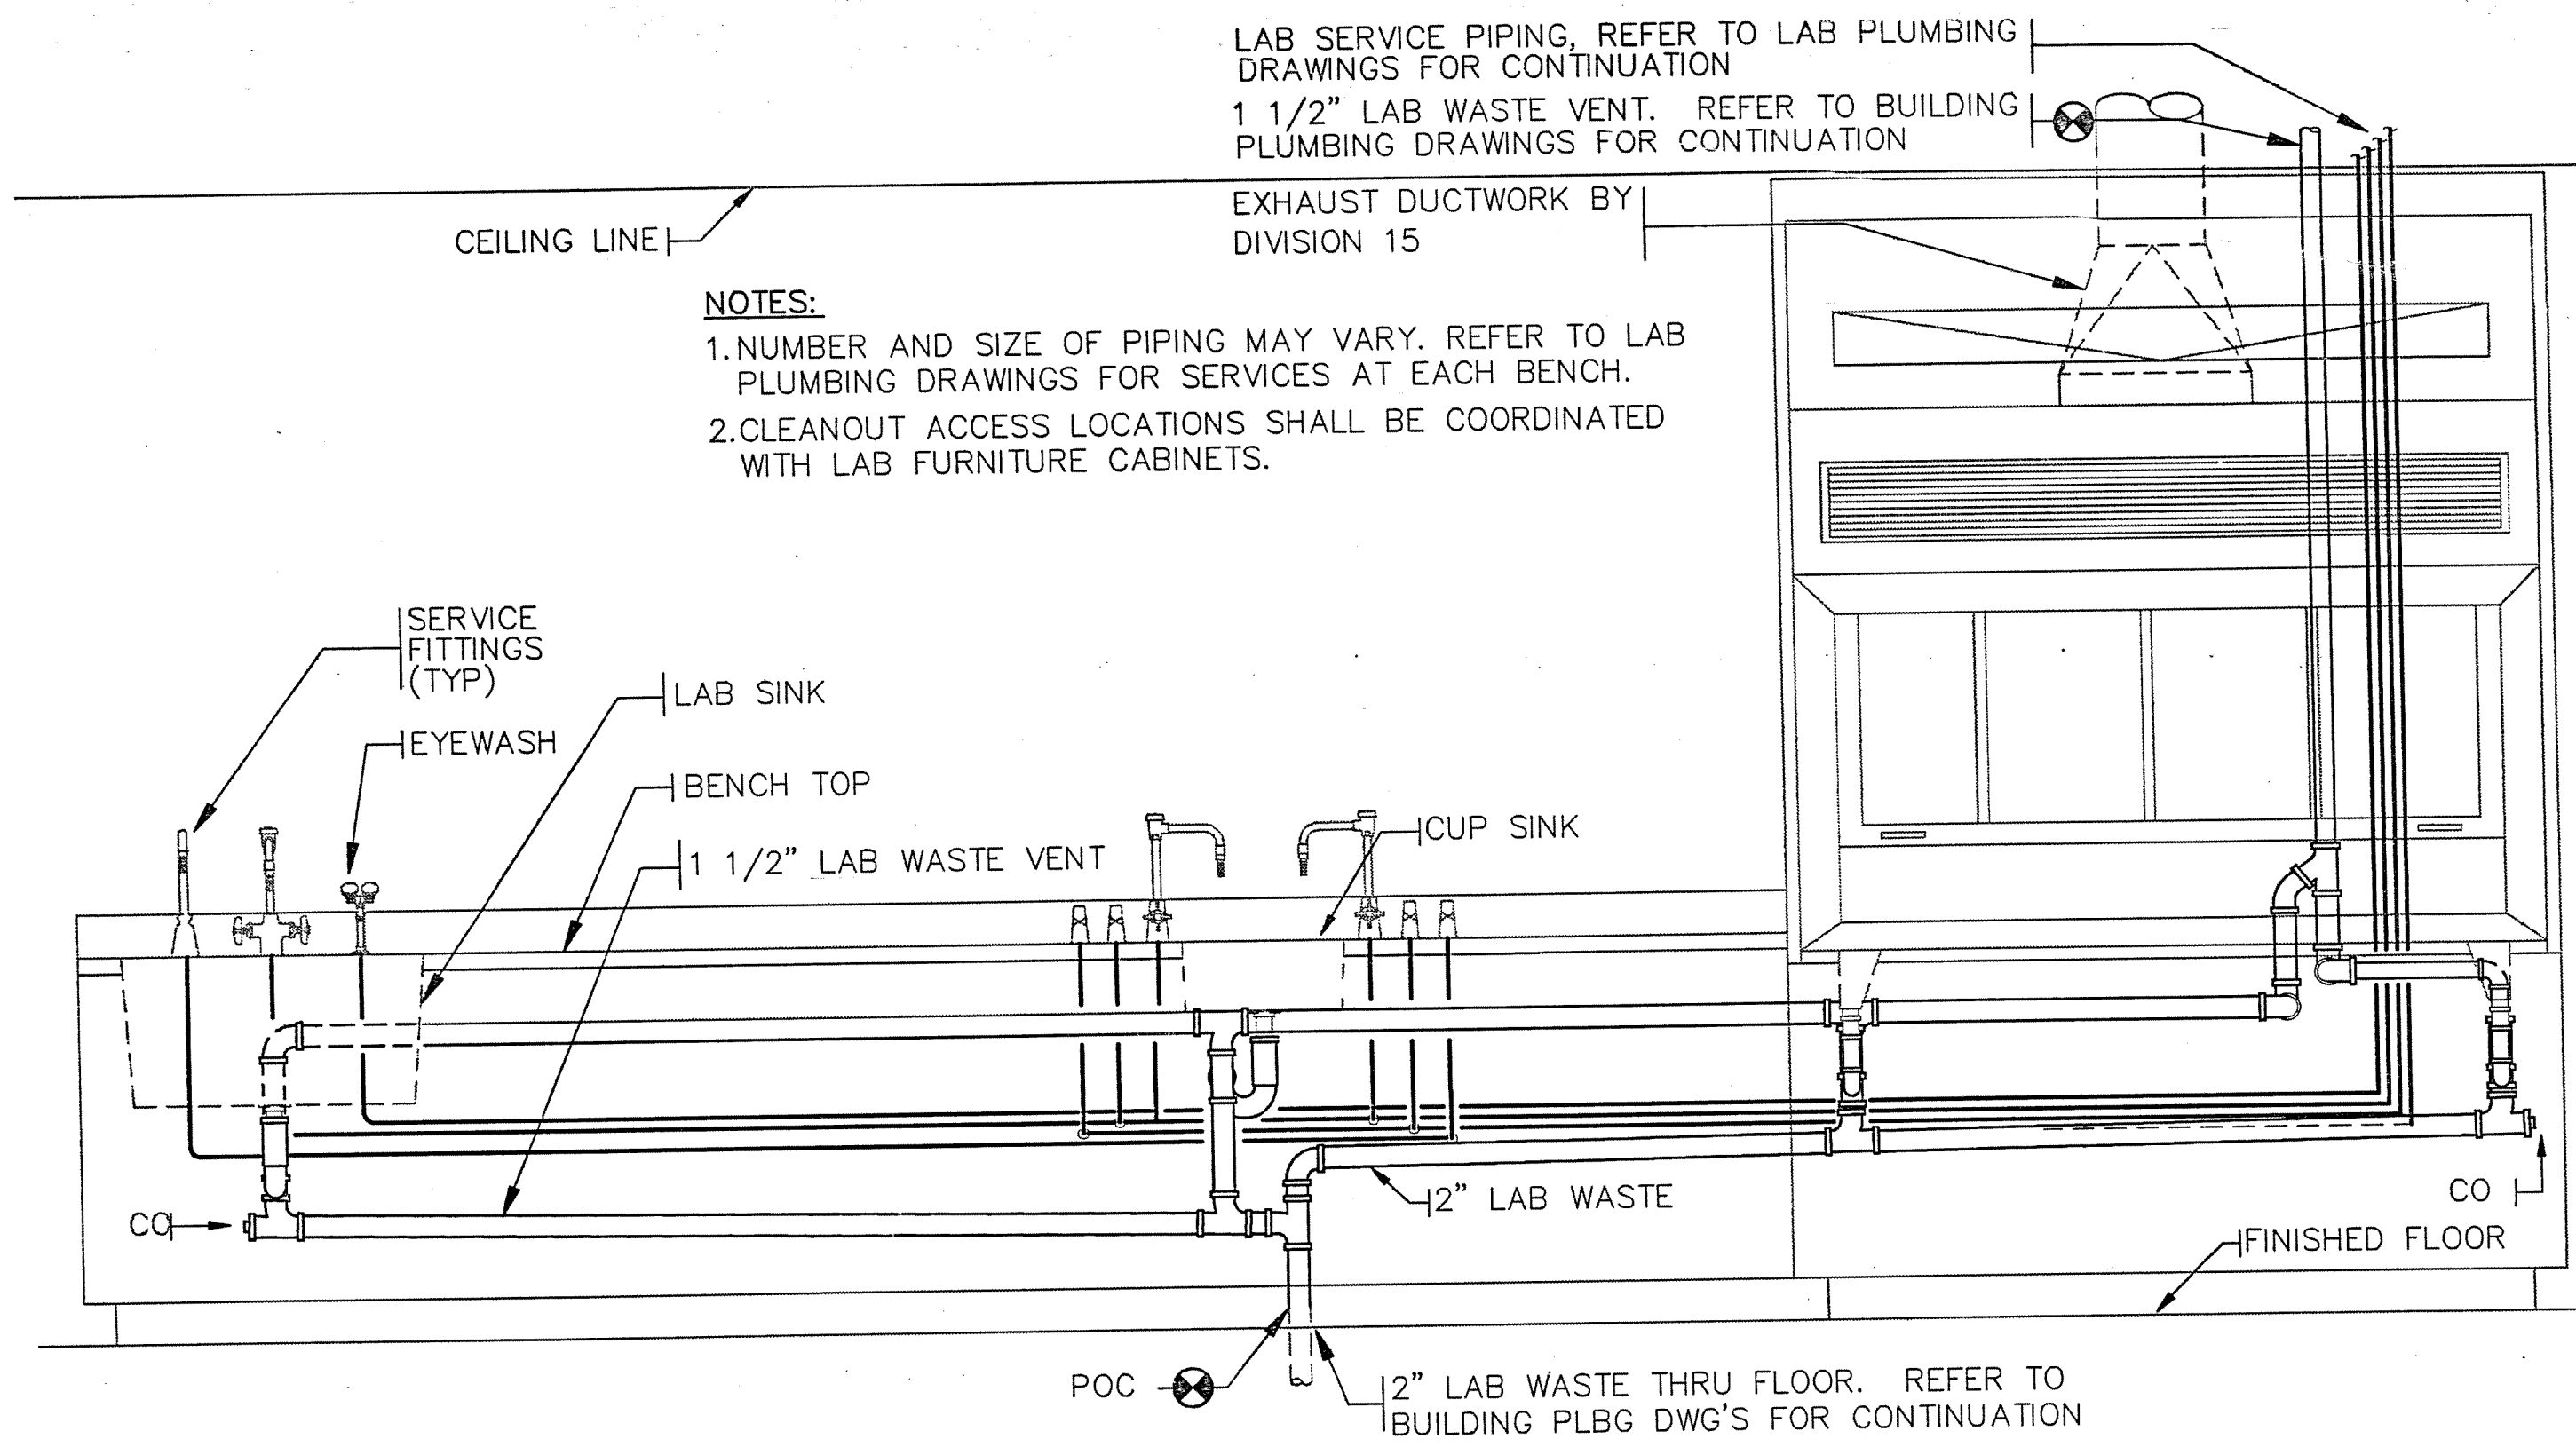 LAB SERVICE PIPING, REFER TO LAB PLUMBING
DRAWINGS FOR CONTINUATION
1 1/2" LAB WASTE VENT. REFER TO BUILDING
PLUMBING DRAWINGS FOR CONTINUATION
EXHAUST DUCTWORK BY
DIVISION 15
CEILING LINE
NOTES:
1. NUMBER AND SIZE OF PIPING MAY VARY. REFER TO LAB
PLUMBING DRAWINGS FOR SERVICES AT EACH BENCH.
2. CLEANOUT ACCESS LOCATIONS SHALL BE COORDINATED
WITH LAB FURNITURE CABINETS.
SERVICE
FITTINGS
(TYP)
LAB SINK
EYEWASH
BENCH TOP
1 1/2" LAB WASTE VENT
CUP SINK
CO
2" LAB WASTE
CO
FINISHED FLOOR
POC
2" LAB WASTE THRU FLOOR. REFER TO
BUILDING PLBG DWG'S FOR CONTINUATION